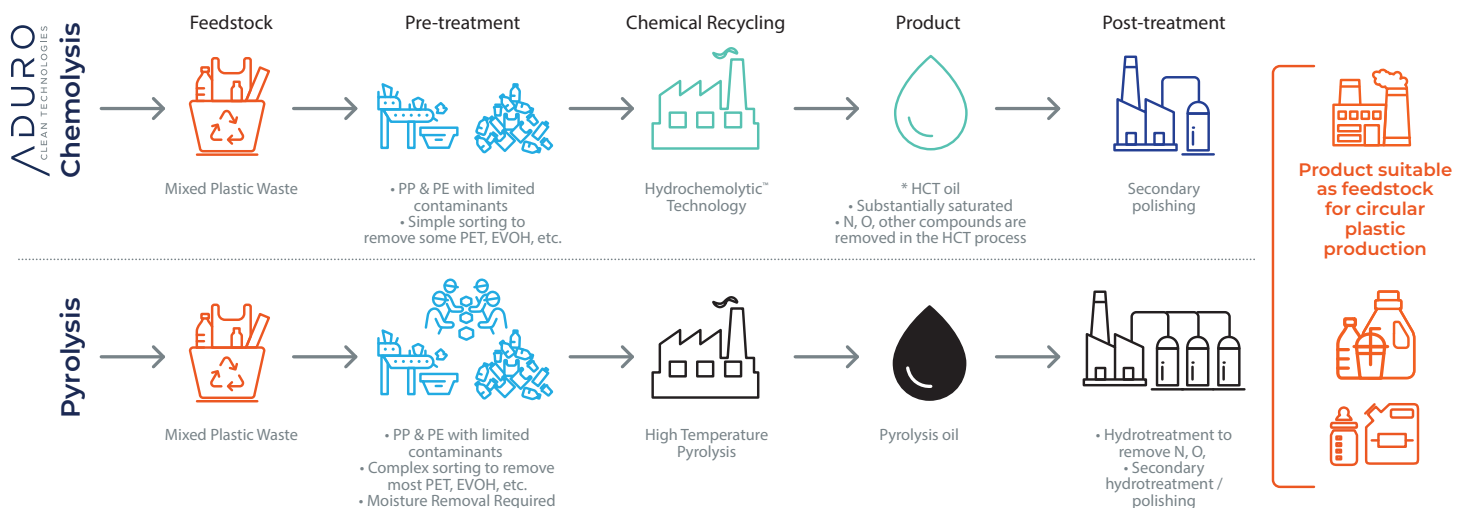 Feedstock
Pre-treatment
Chemical Recycling
Product
Post-treatment
ADURO
CLEAN TECHNOLOGIES
Chemolysis
Mixed Plastic Waste
• PP & PE with limited
contaminants
• Simple sorting to
remove some PET, EVOH, etc.
Hydrochemolytic™
Technology
* HCT oil
• Substantially saturated
• N, O, other compounds are
removed in the HCT process
Secondary
polishing
Pyrolysis
Mixed Plastic Waste
• PP & PE with limited
contaminants
• Complex sorting to remove
most PET, EVOH, etc.
• Moisture Removal Required
High Temperature
Pyrolysis
Pyrolysis oil
• Hydrotreatment to
remove N, O,
• Secondary
hydrotreatment /
polishing
Product suitable
as feedstock
for circular
plastic
production